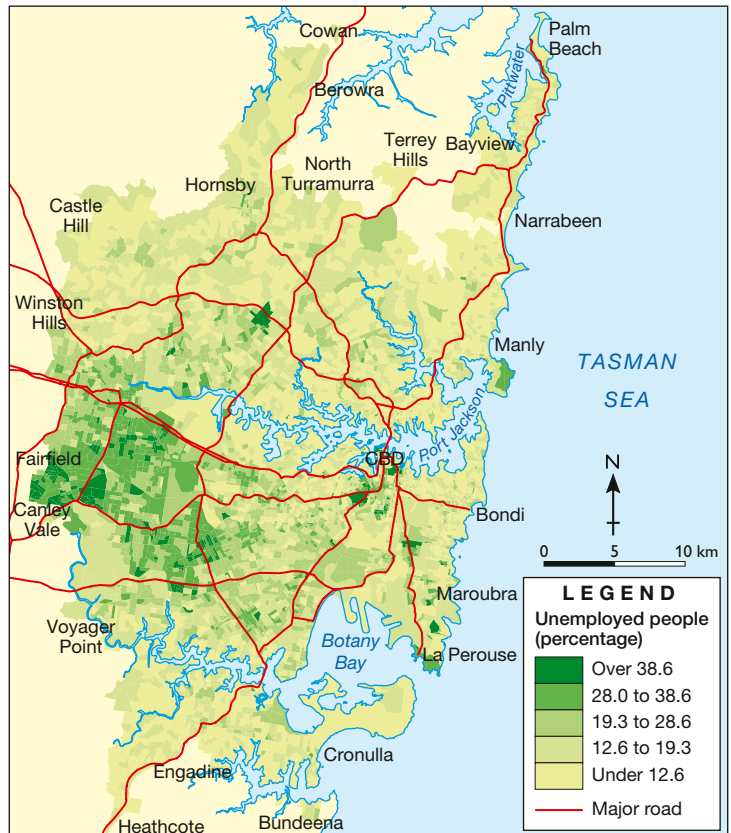 Cowan
Palm
Beach
Pittwater
Berowra
Terrey
Hills
Bayview
North
Turramurra
Hornsby
Castle
Hill
Narrabeen
Winston
Hills
Manly
TASMAN
SEA
Port Jackson
Fairfield
CBD
N
Canley
Vale
Bondi
0 5 10 km
Maroubra
Voyager
Point
Botany
Bay
La Perouse
Cronulla
Engadine
Heathcote
Bundeena
LEGEND
Unemployed people
(percentage)
Over 38.6
28.0 to 38.6
19.3 to 28.6
12.6 to 19.3
Under 12.6
Major road